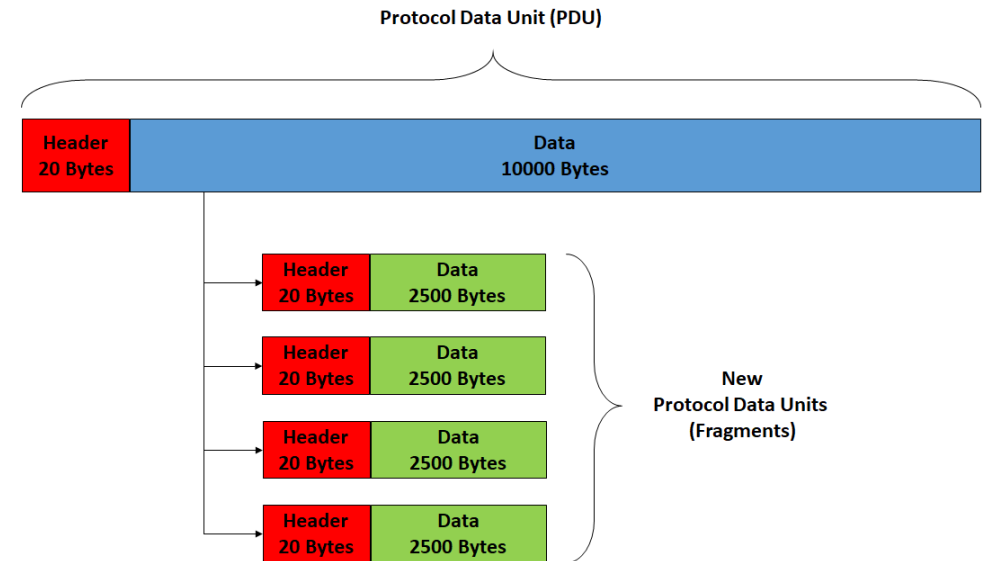 Protocol Data Unit (PDU)
Header
20 Bytes
Data
10000 Bytes
Header
20 Bytes
Data
2500 Bytes
Header
20 Bytes
Data
2500 Bytes
Header
20 Bytes
Data
2500 Bytes
Header
20 Bytes
Data
2500 Bytes
New
Protocol Data Units
(Fragments)